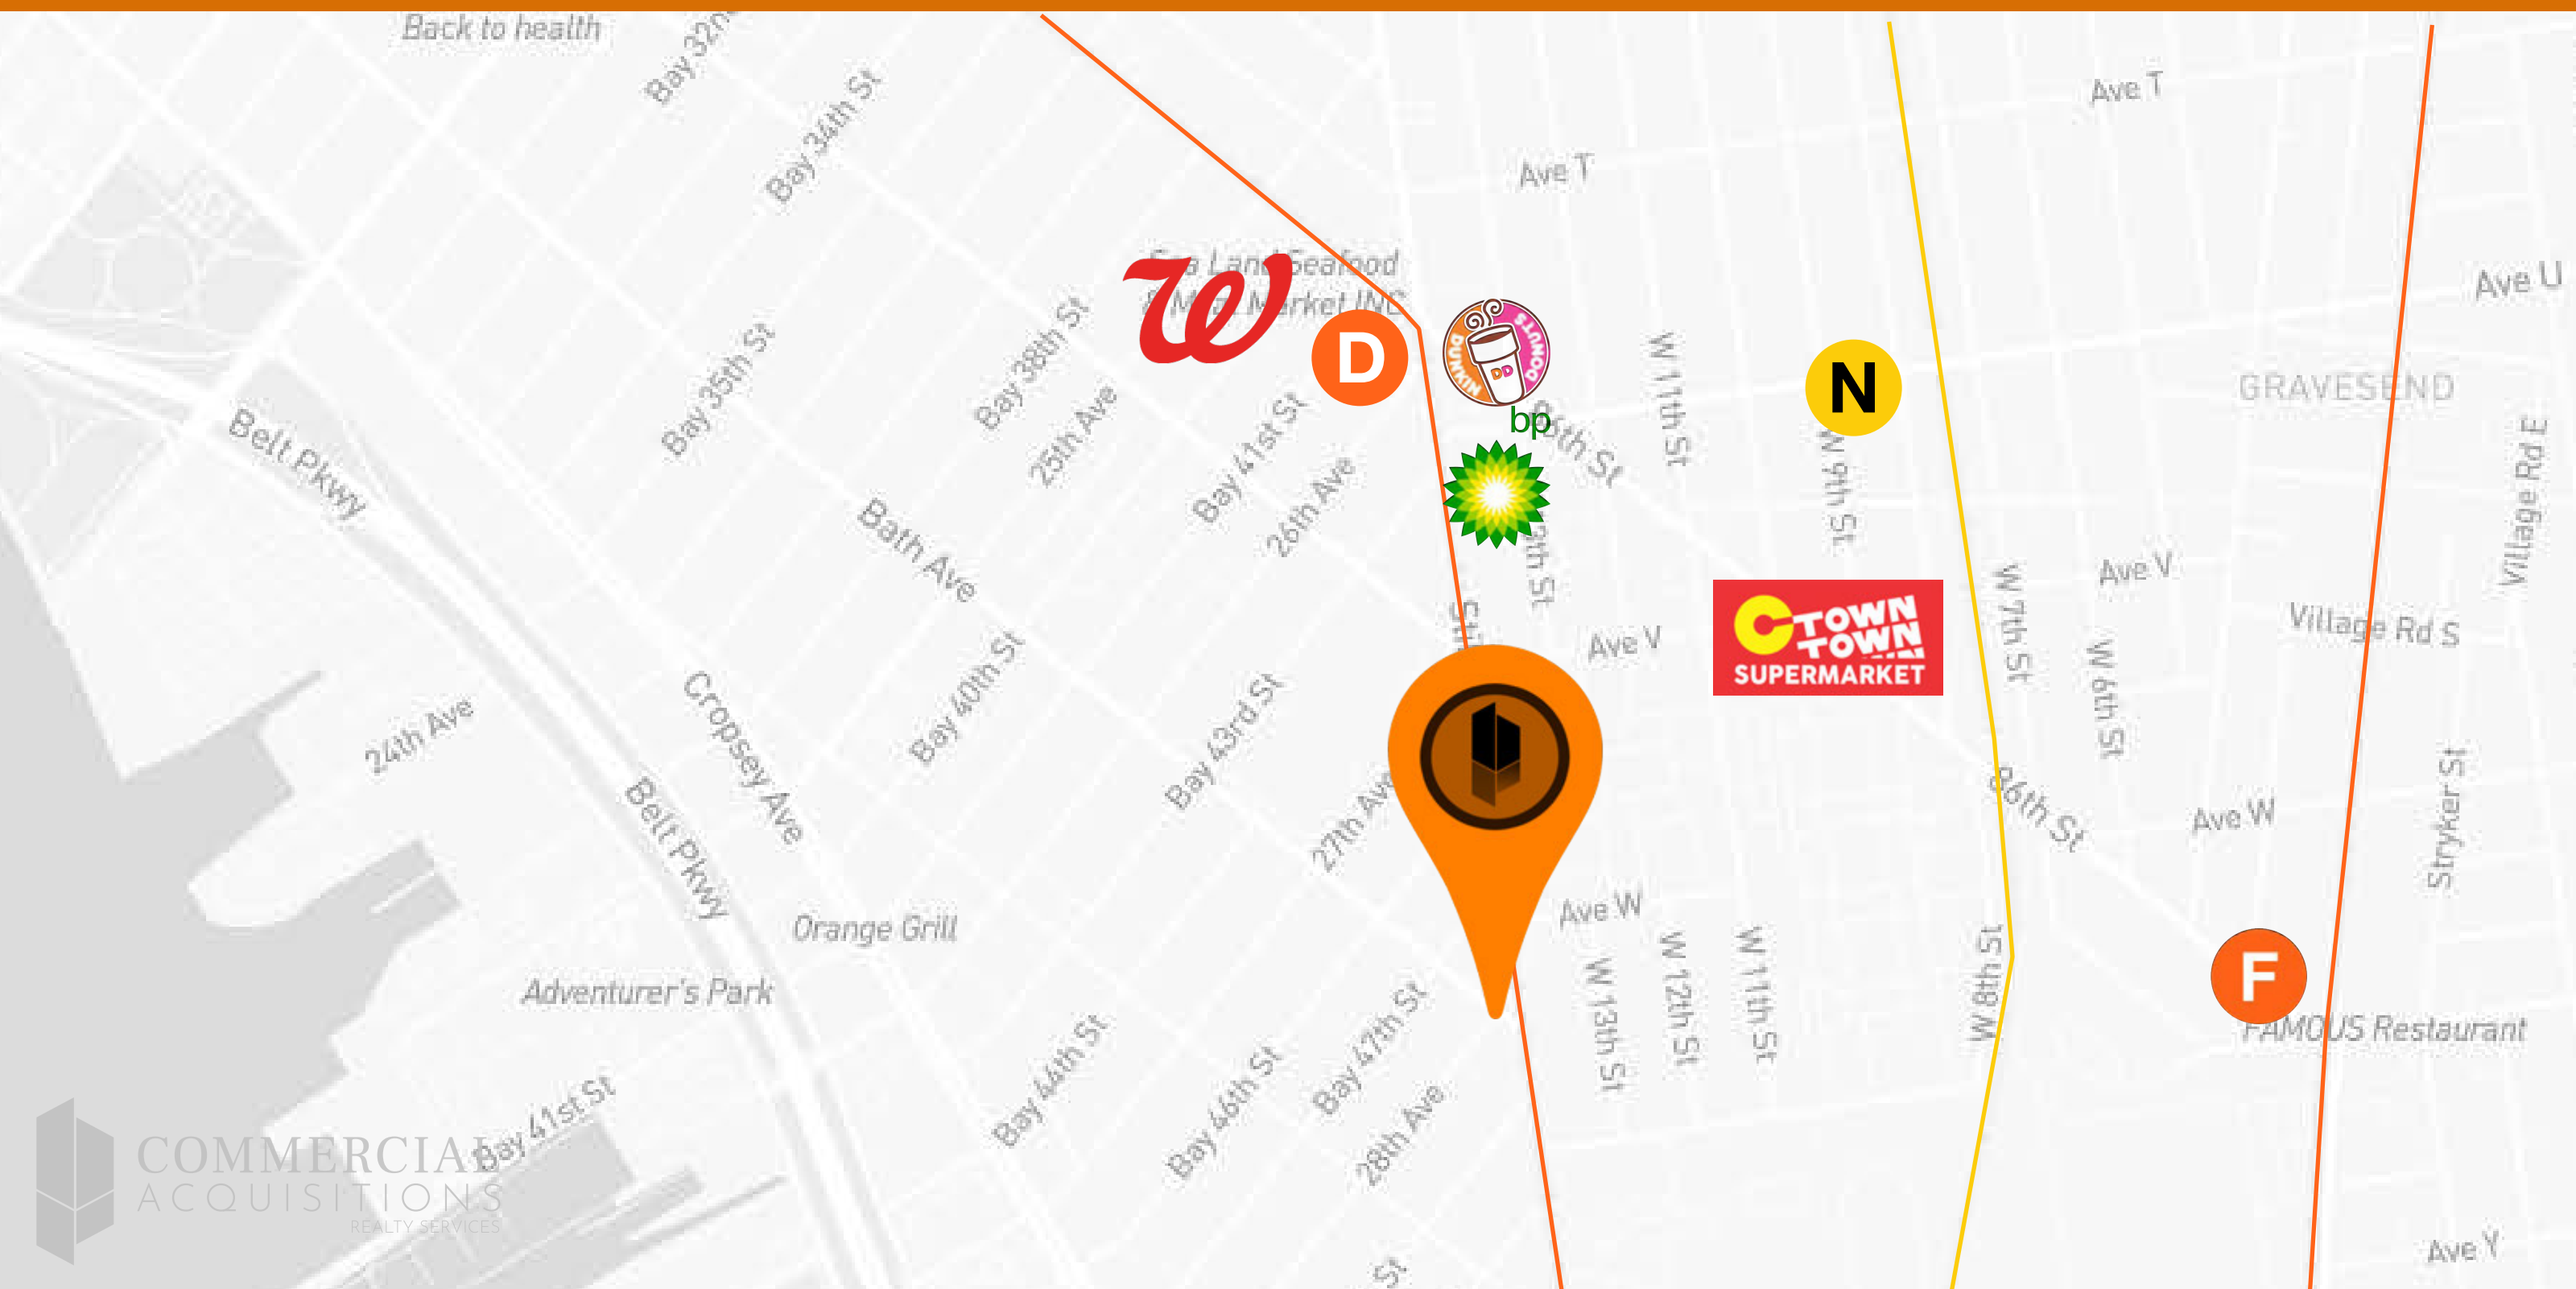 Back to health
Bay 32nd
Bay 34th St
Ave T
Ave T
Land Seafood
Market INC
Ave U
Bay 35th St
Bay 38th St
25th Ave
Bay 41st St
26th Ave
D
DUNKIN'
DONUTS
DD
bp
86th St
W 11th St
N
W 9th St
GRAVESEND
Village Rd E
Belt Pkwy
Bath Ave
Ave V
CTOWN
TOWN
SUPERMARKET
W 7th St
Ave V
Village Rd S
W 6th St
24th Ave
Cropsey Ave
Bay 40th St
Bay 43rd St
27th Ave
Belt Pkwy
86th St
Ave W
Stryker St
Orange Grill
Ave W
Adventurer's Park
W 13th St
W 12th St
W 11th St
W 8th St
F
FAMOUS Restaurant
Bay 44th St
Bay 46th St
Bay 47th St
28th Ave
Bay 41st St
COMMERCIAL
ACQUISITIONS
REALTY SERVICES
St
Ave Y